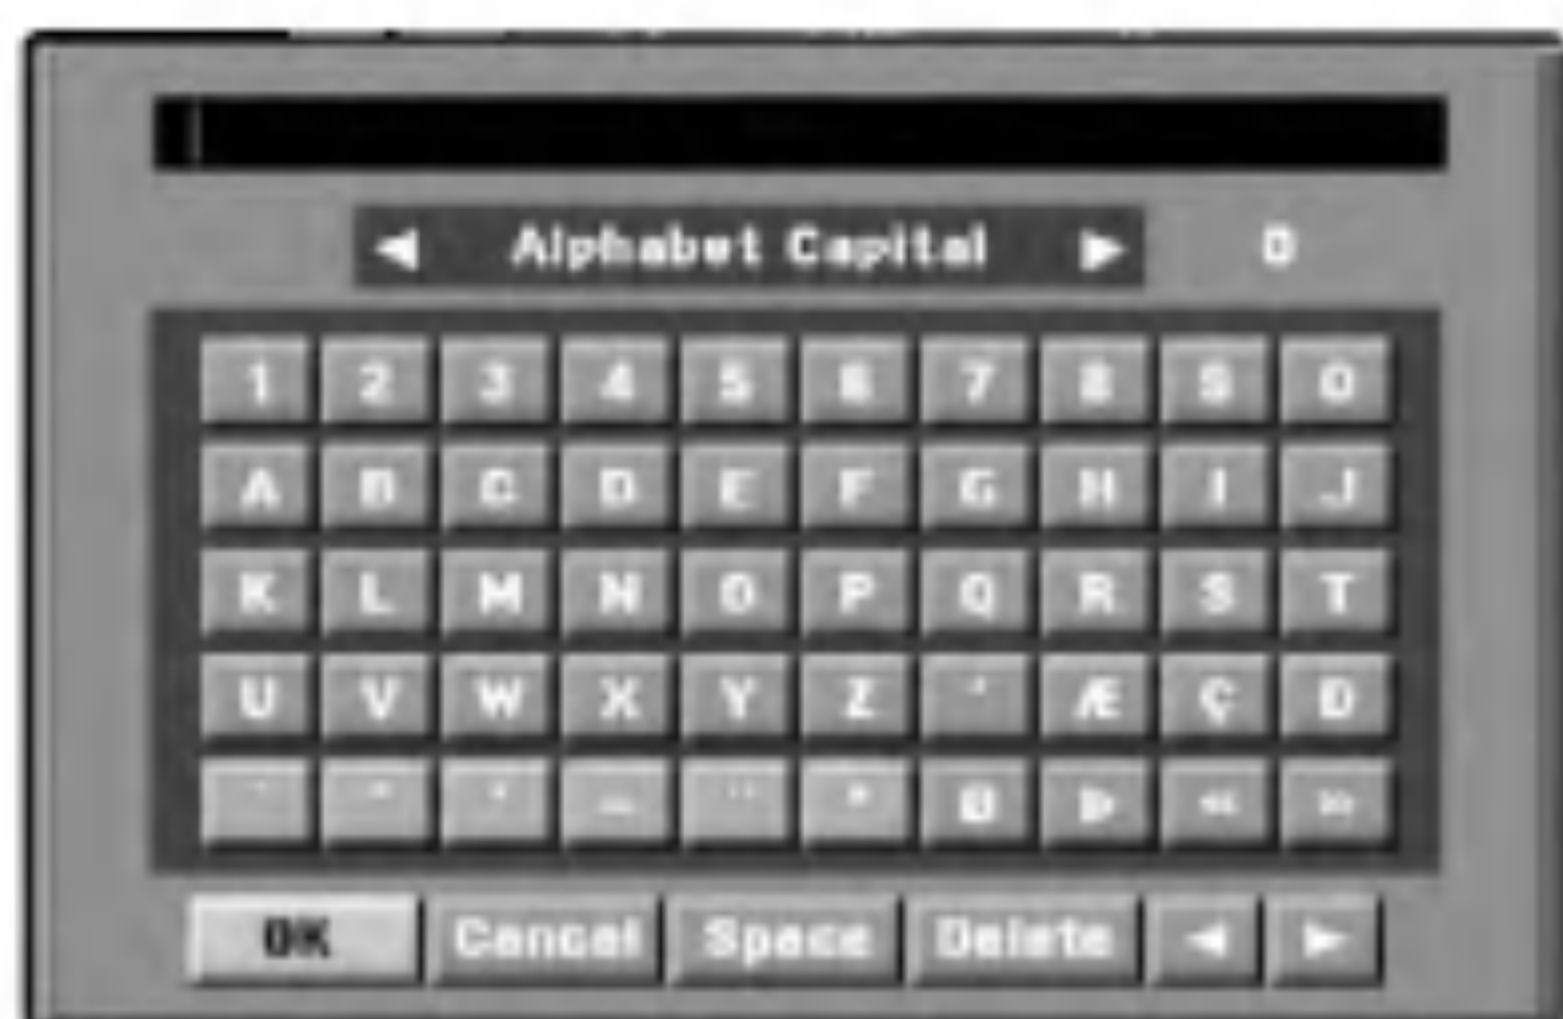 ◀ Alphabet Capital ▶ 0
1 2 3 4 5 6 7 8 9 0
A B C D E F G H I J
K L M N O P Q R S T
U V W X Y Z Æ Ç Ð
Ø « »
OK Cancel Space Delete ◀ ▶